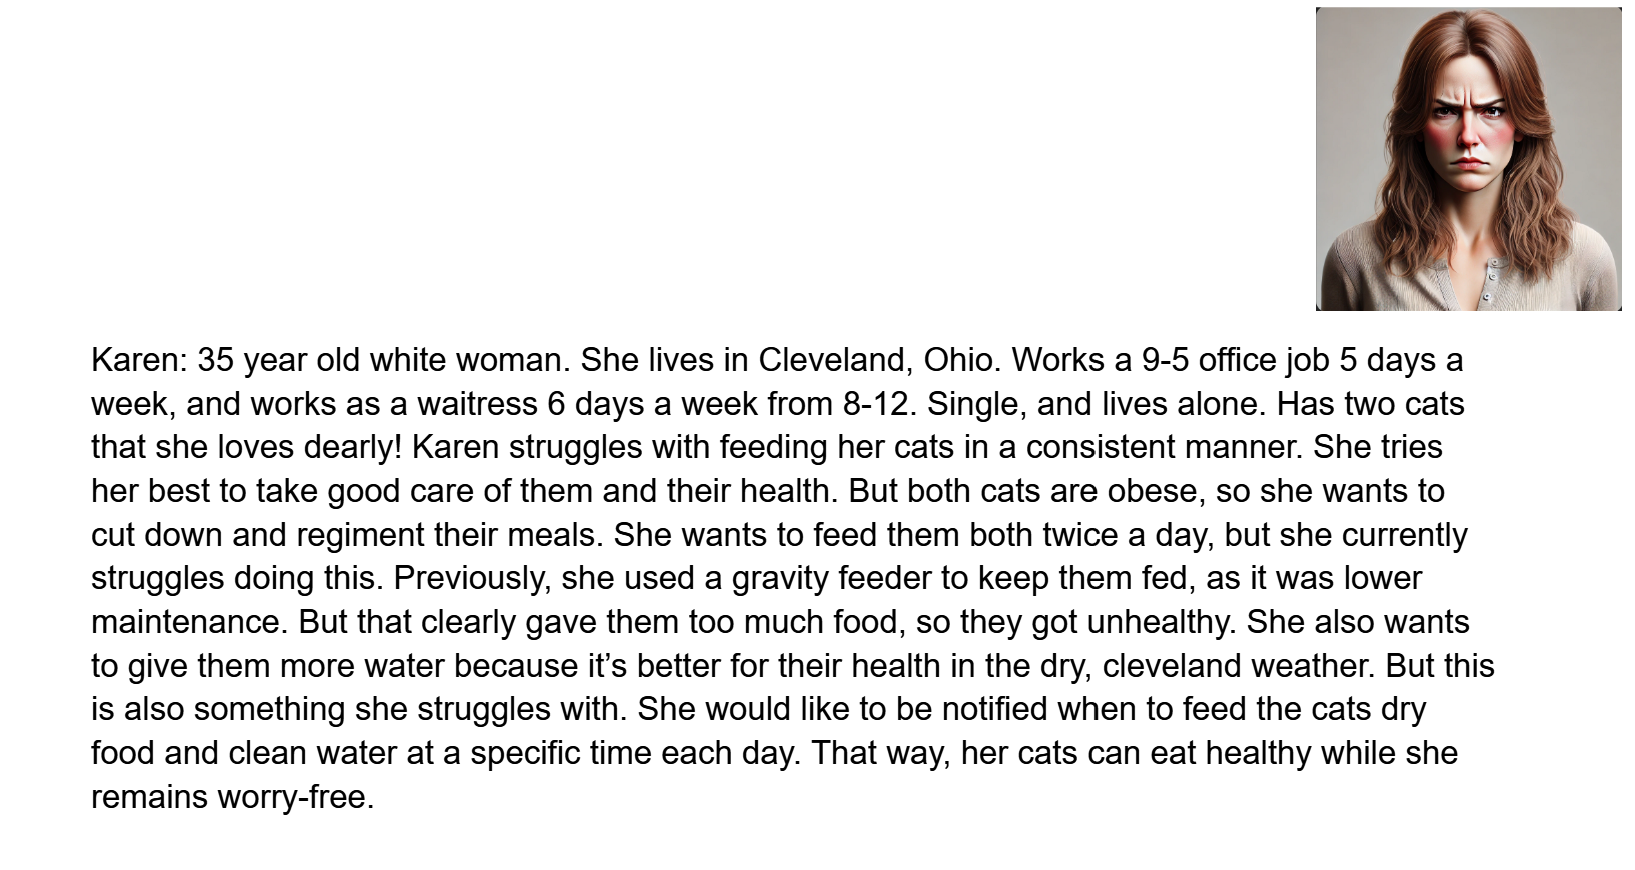 Karen: 35 year old white woman. She lives in Cleveland, Ohio. Works a 9-5 office job 5 days a
week, and works as a waitress 6 days a week from 8-12. Single, and lives alone. Has two cats
that she loves dearly! Karen struggles with feeding her cats in a consistent manner. She tries
her best to take good care of them and their health. But both cats are obese, so she wants to
cut down and regiment their meals. She wants to feed them both twice a day, but she currently
struggles doing this. Previously, she used a gravity feeder to keep them fed, as it was lower
maintenance. But that clearly gave them too much food, so they got unhealthy. She also wants
to give them more water because it’s better for their health in the dry, cleveland weather. But this
is also something she struggles with. She would like to be notified when to feed the cats dry
food and clean water at a specific time each day. That way, her cats can eat healthy while she
remains worry-free.